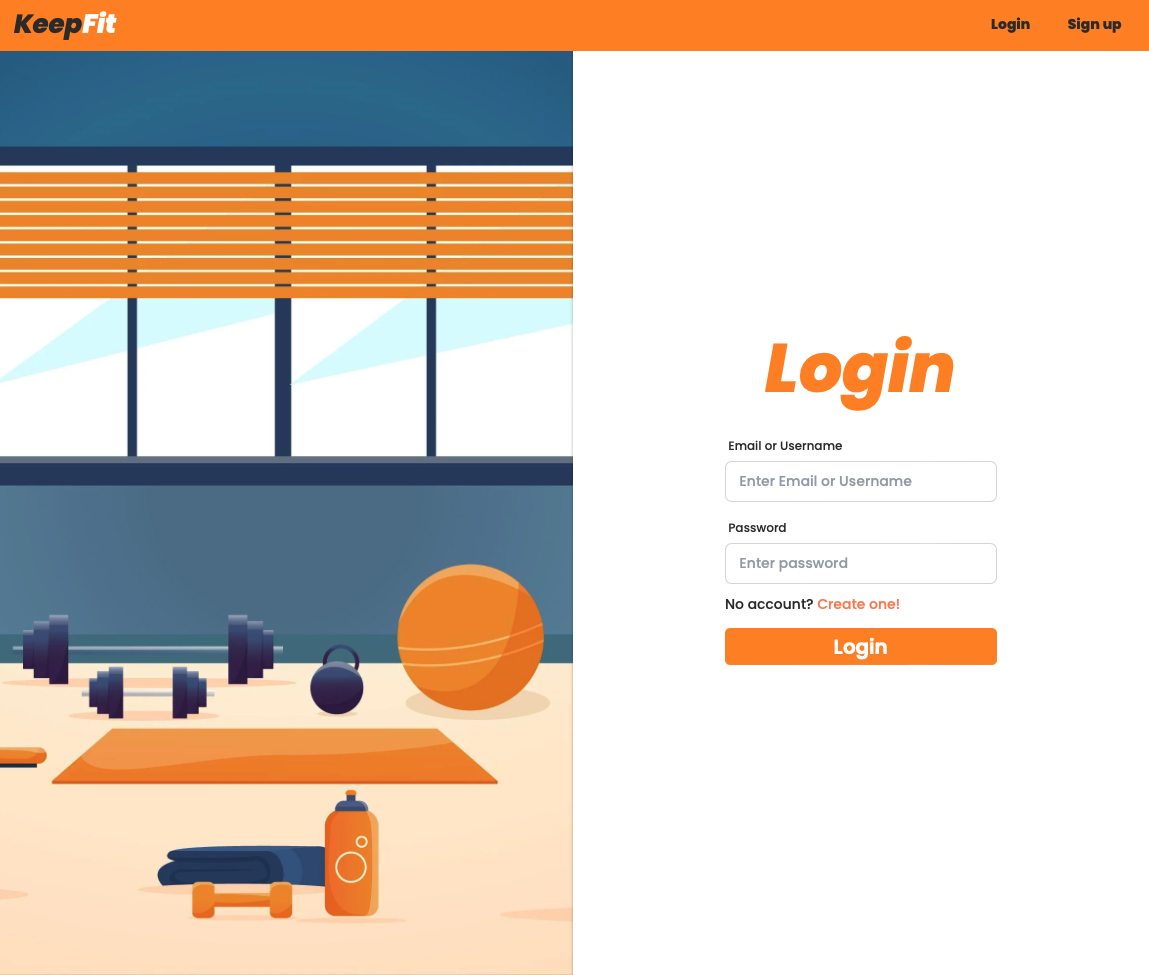 KeepFit
Login
Sign up
Login
Email or Username
Enter Email or Username
Password
Enter password
No account? Create one!
Login